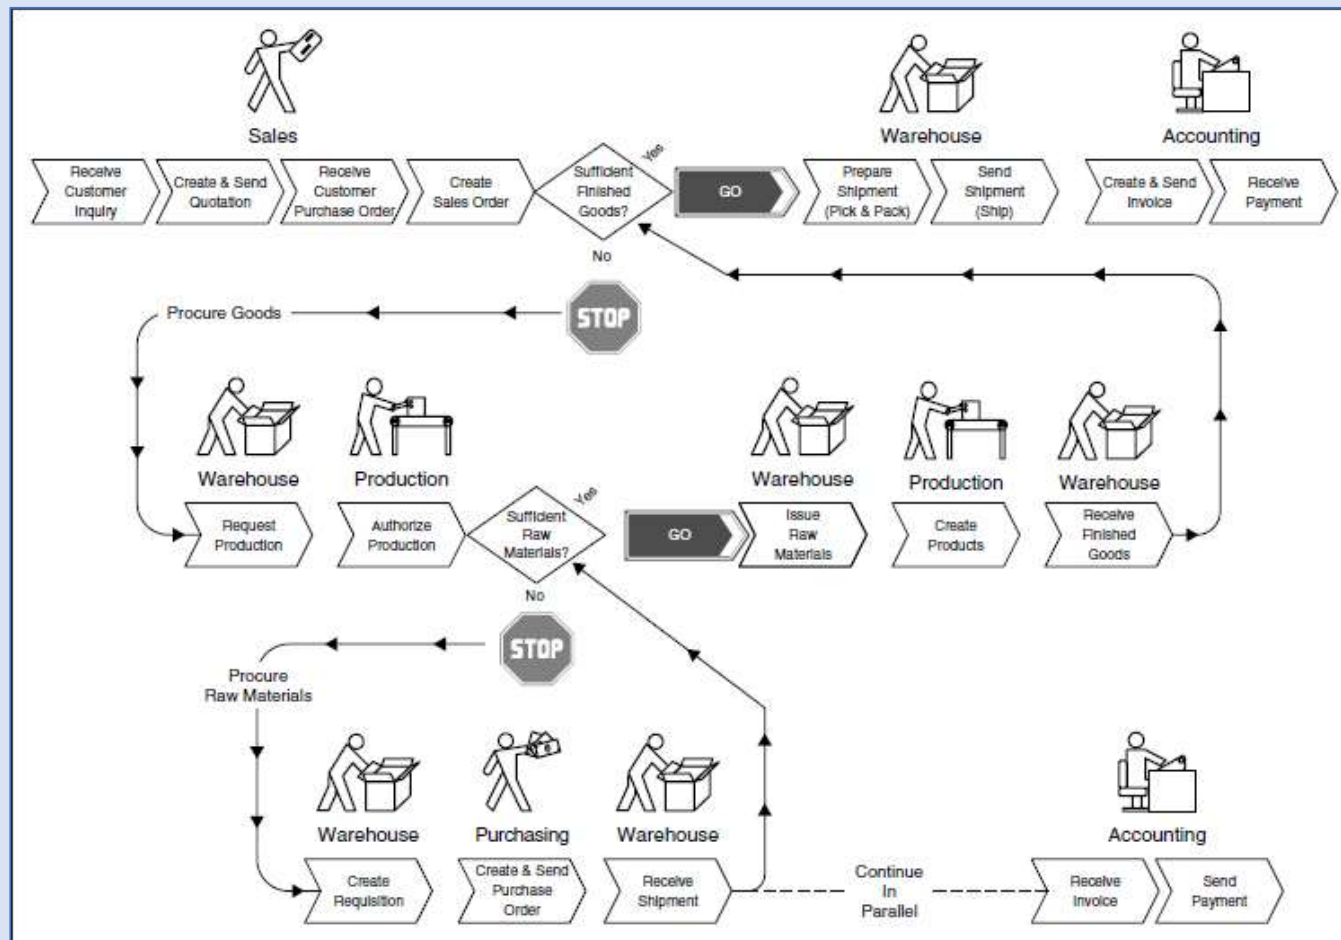 Sales
Warehouse
Accounting
Receive
Customer
Inquiry
Create & Send
Quotation
Receive
Customer
Purchase Order
Create
Sales Order
Sufficient
Finished
Goods?
Yes
GO
Prepare
Shipment
(Pick & Pack)
Send
Shipment
(Ship)
Create & Send
Invoice
Receive
Payment
No
STOP
Procure Goods
Warehouse
Production
Warehouse
Production
Warehouse
Request
Production
Authorize
Production
Sufficient
Raw
Materials?
Yes
GO
Issue
Raw
Materials
Create
Products
Receive
Finished
Goods
No
STOP
Procure
Raw Materials
Warehouse
Purchasing
Warehouse
Accounting
Create
Requisition
Create & Send
Purchase
Order
Receive
Shipment
Continue
In
Parallel
Receive
Invoice
Send
Payment